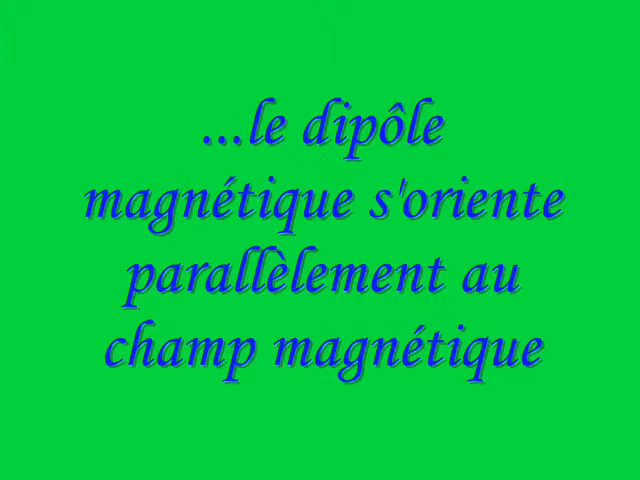 ...le dipôle
magnétique s'oriente
parallèlement au
champ magnétique